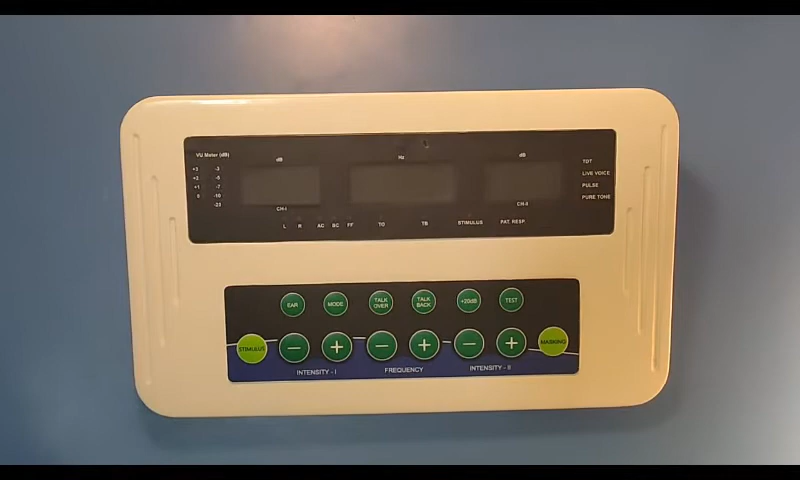 VU Meter (dB)
dB
Hz
dB
TDT
+3 -3
LIVE VOICE
+2 -5
+1 -7
PULSE
0 -10
PURE TONE
-20
CH-I
CH-II
L R AC BC FF TO TB STIMULUS PAT. RESP.
EAR
MODE
TALK OVER
TALK BACK
+20dB
TEST
STIMULUS
− + − + − +
MASKING
INTENSITY - I
FREQUENCY
INTENSITY - II